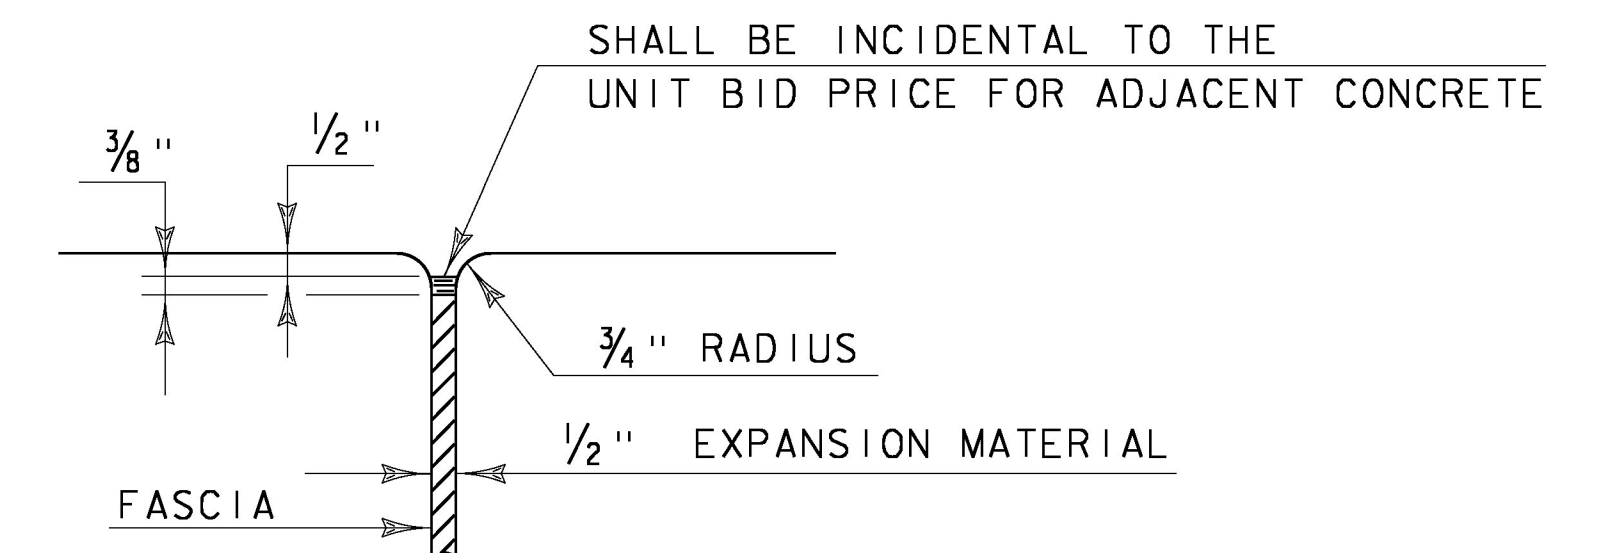 SHALL BE INCIDENTAL TO THE
UNIT BID PRICE FOR ADJACENT CONCRETE
3/8 "
1/2 "
3/4 " RADIUS
1/2 " EXPANSION MATERIAL
FASCIA